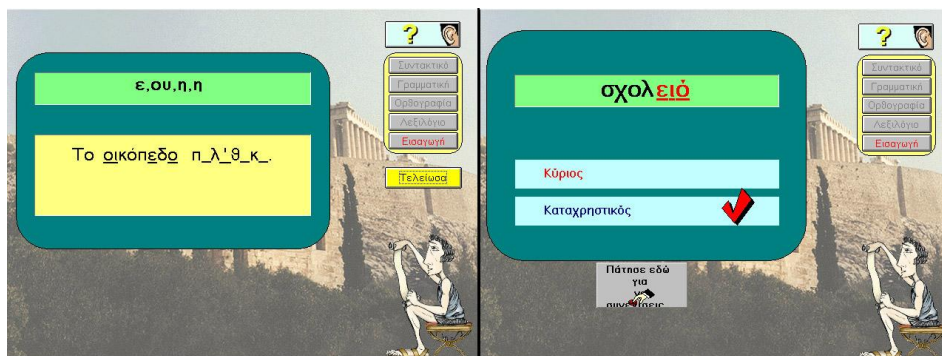 ?
Συντακτικό
Γραμματική
Ορθογραφία
Λεξιλόγιο
Εισαγωγή
Τελείωσα
ε,ου,η,η
Το οικόπεδο π_λ'θ_κ_.
?
Συντακτικό
Γραμματική
Ορθογραφία
Λεξιλόγιο
Εισαγωγή
σχολειό
Κύριος
Καταχρηστικός
Πάτησε εδώ
για